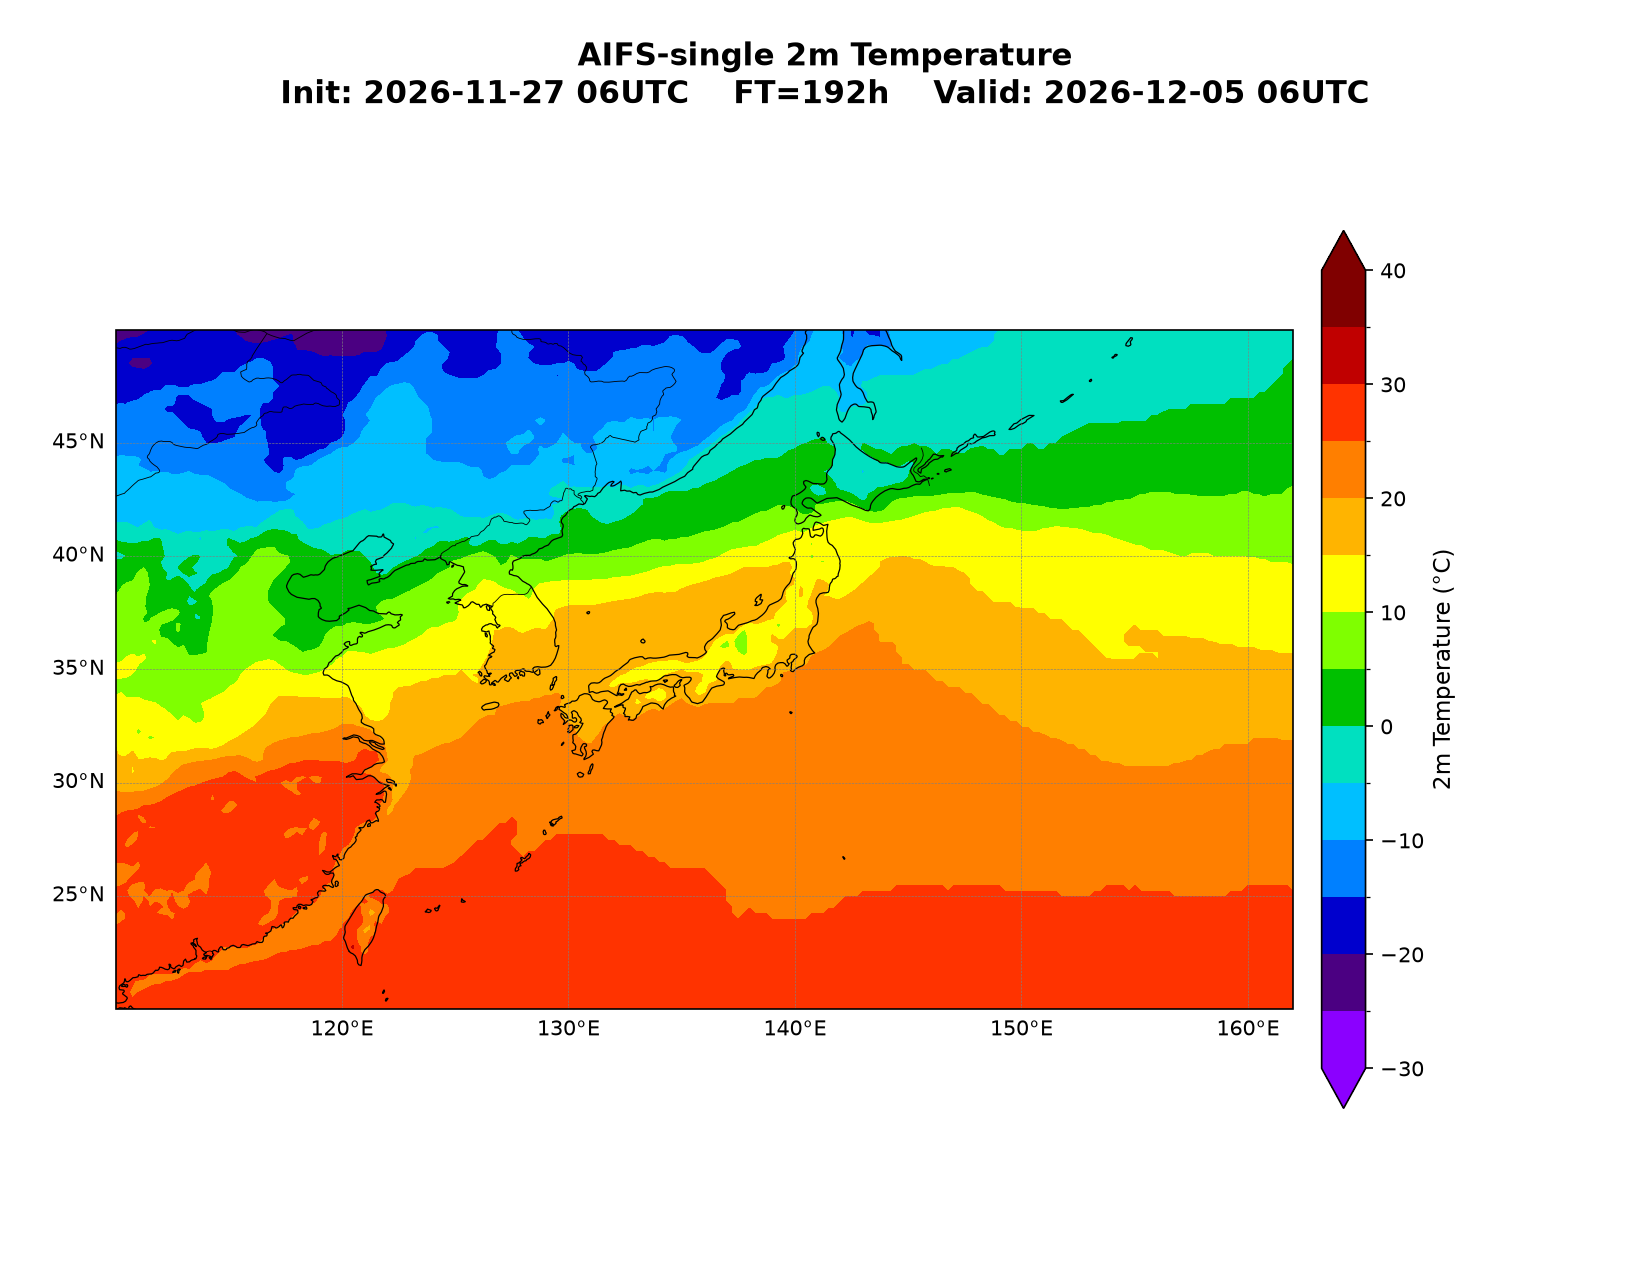 AIFS-single 2m Temperature
Init: 2026-11-27 06UTC    FT=192h    Valid: 2026-12-05 06UTC
45°N
40°N
35°N
30°N
25°N
120°E
130°E
140°E
150°E
160°E
40
30
20
10
0
−10
−20
−30
2m Temperature (°C)